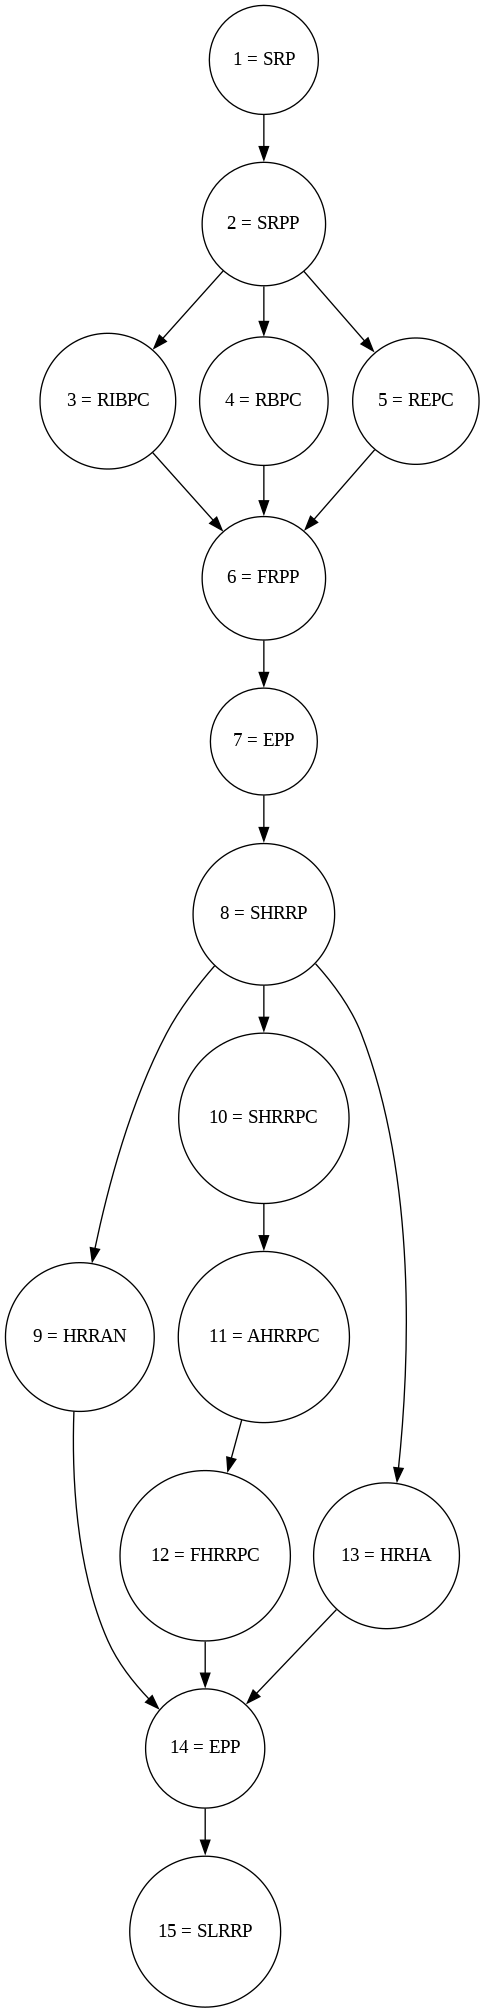 1 = SRP
2 = SRPP
3 = RIBPC
4 = RBPC
5 = REPC
6 = FRPP
7 = EPP
8 = SHRRP
10 = SHRRPC
9 = HRRAN
11 = AHRRPC
12 = FHRRPC
13 = HRHA
14 = EPP
15 = SLRRP